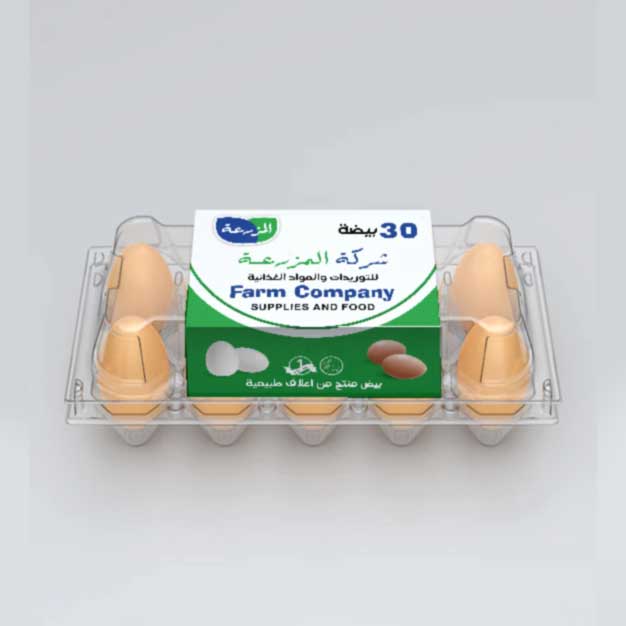 المزرعة
30 بيضة
شركة المزرعة
للتوريدات والمواد الغذائية
Farm Company
SUPPLIES AND FOOD
بيض منتج من اعلاف طبيعية